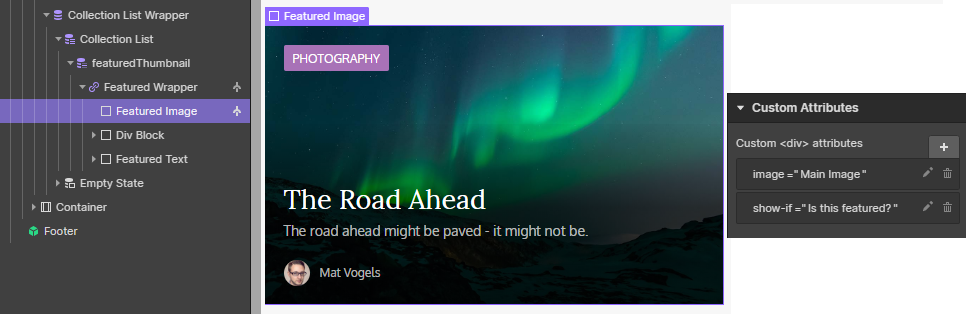 Collection List Wrapper
Collection List
featuredThumbnail
Featured Wrapper
Featured Image
Div Block
Featured Text
Empty State
Container
Footer
Featured Image
PHOTOGRAPHY
The Road Ahead
The road ahead might be paved - it might not be.
Mat Vogels
Custom Attributes
Custom <div> attributes
image =" Main Image "
show-if =" Is this featured? "